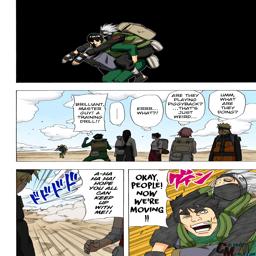 UMM,
WHAT
ARE THEY
DOING?
ARE THEY
PLAYING
PIGGYBACK?
...THAT'S
JUST
WEIRD...
ERRR...
WHAT?!
BRILLIANT,
MASTER
GUY! A
TRAINING
DRILL!!
OKAY,
PEOPLE!
NOW
WE'RE
MOVING
!!
A-HA
HA HA!
HOPE
YOU ALL
CAN
KEEP
UP WITH
ME!!